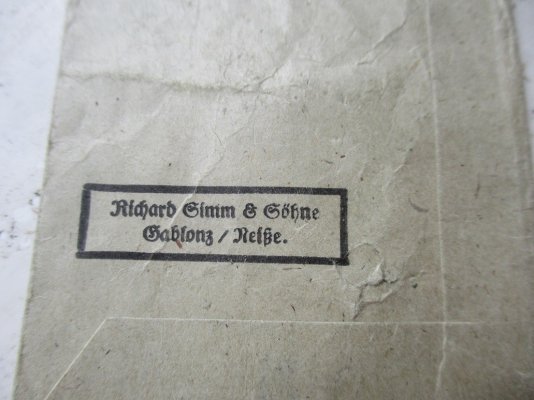 Richard Simm & Söhne
Gablonz / Neiße.